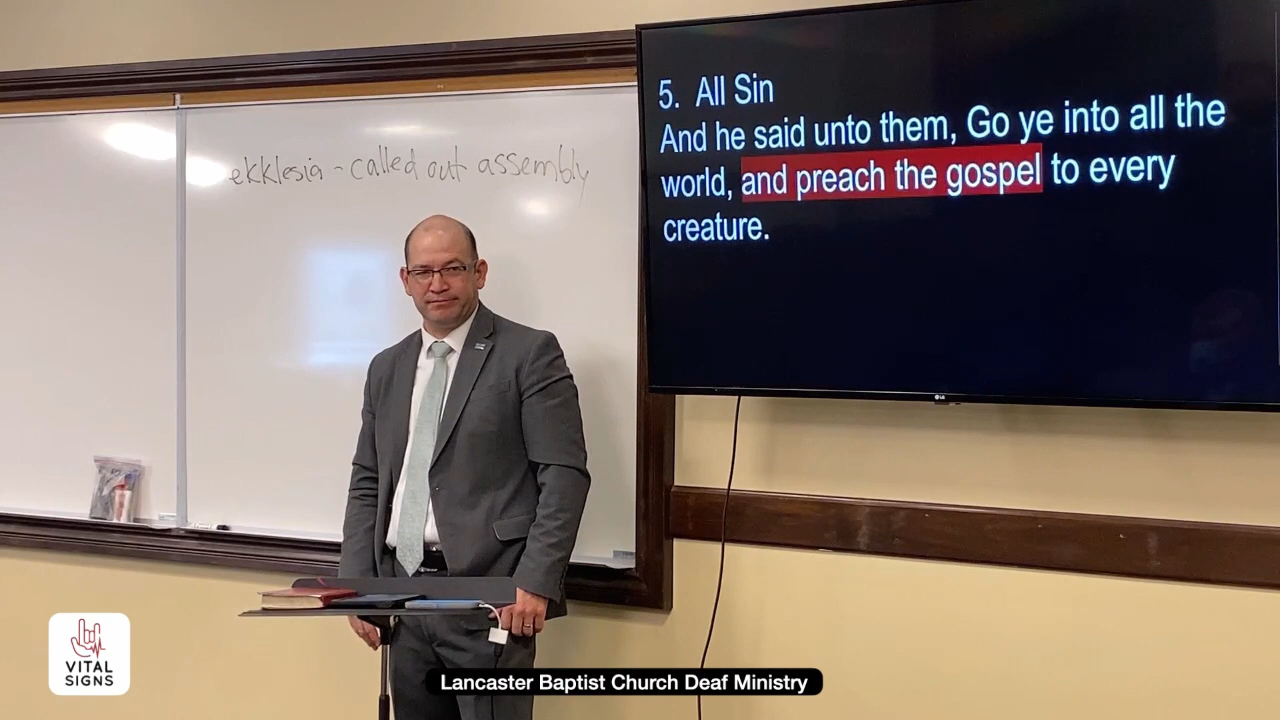 ekklesia - called out assembly
5. All Sin
And he said unto them, Go ye into all the
world, and preach the gospel to every
creature.
LG
VITAL
SIGNS
Lancaster Baptist Church Deaf Ministry